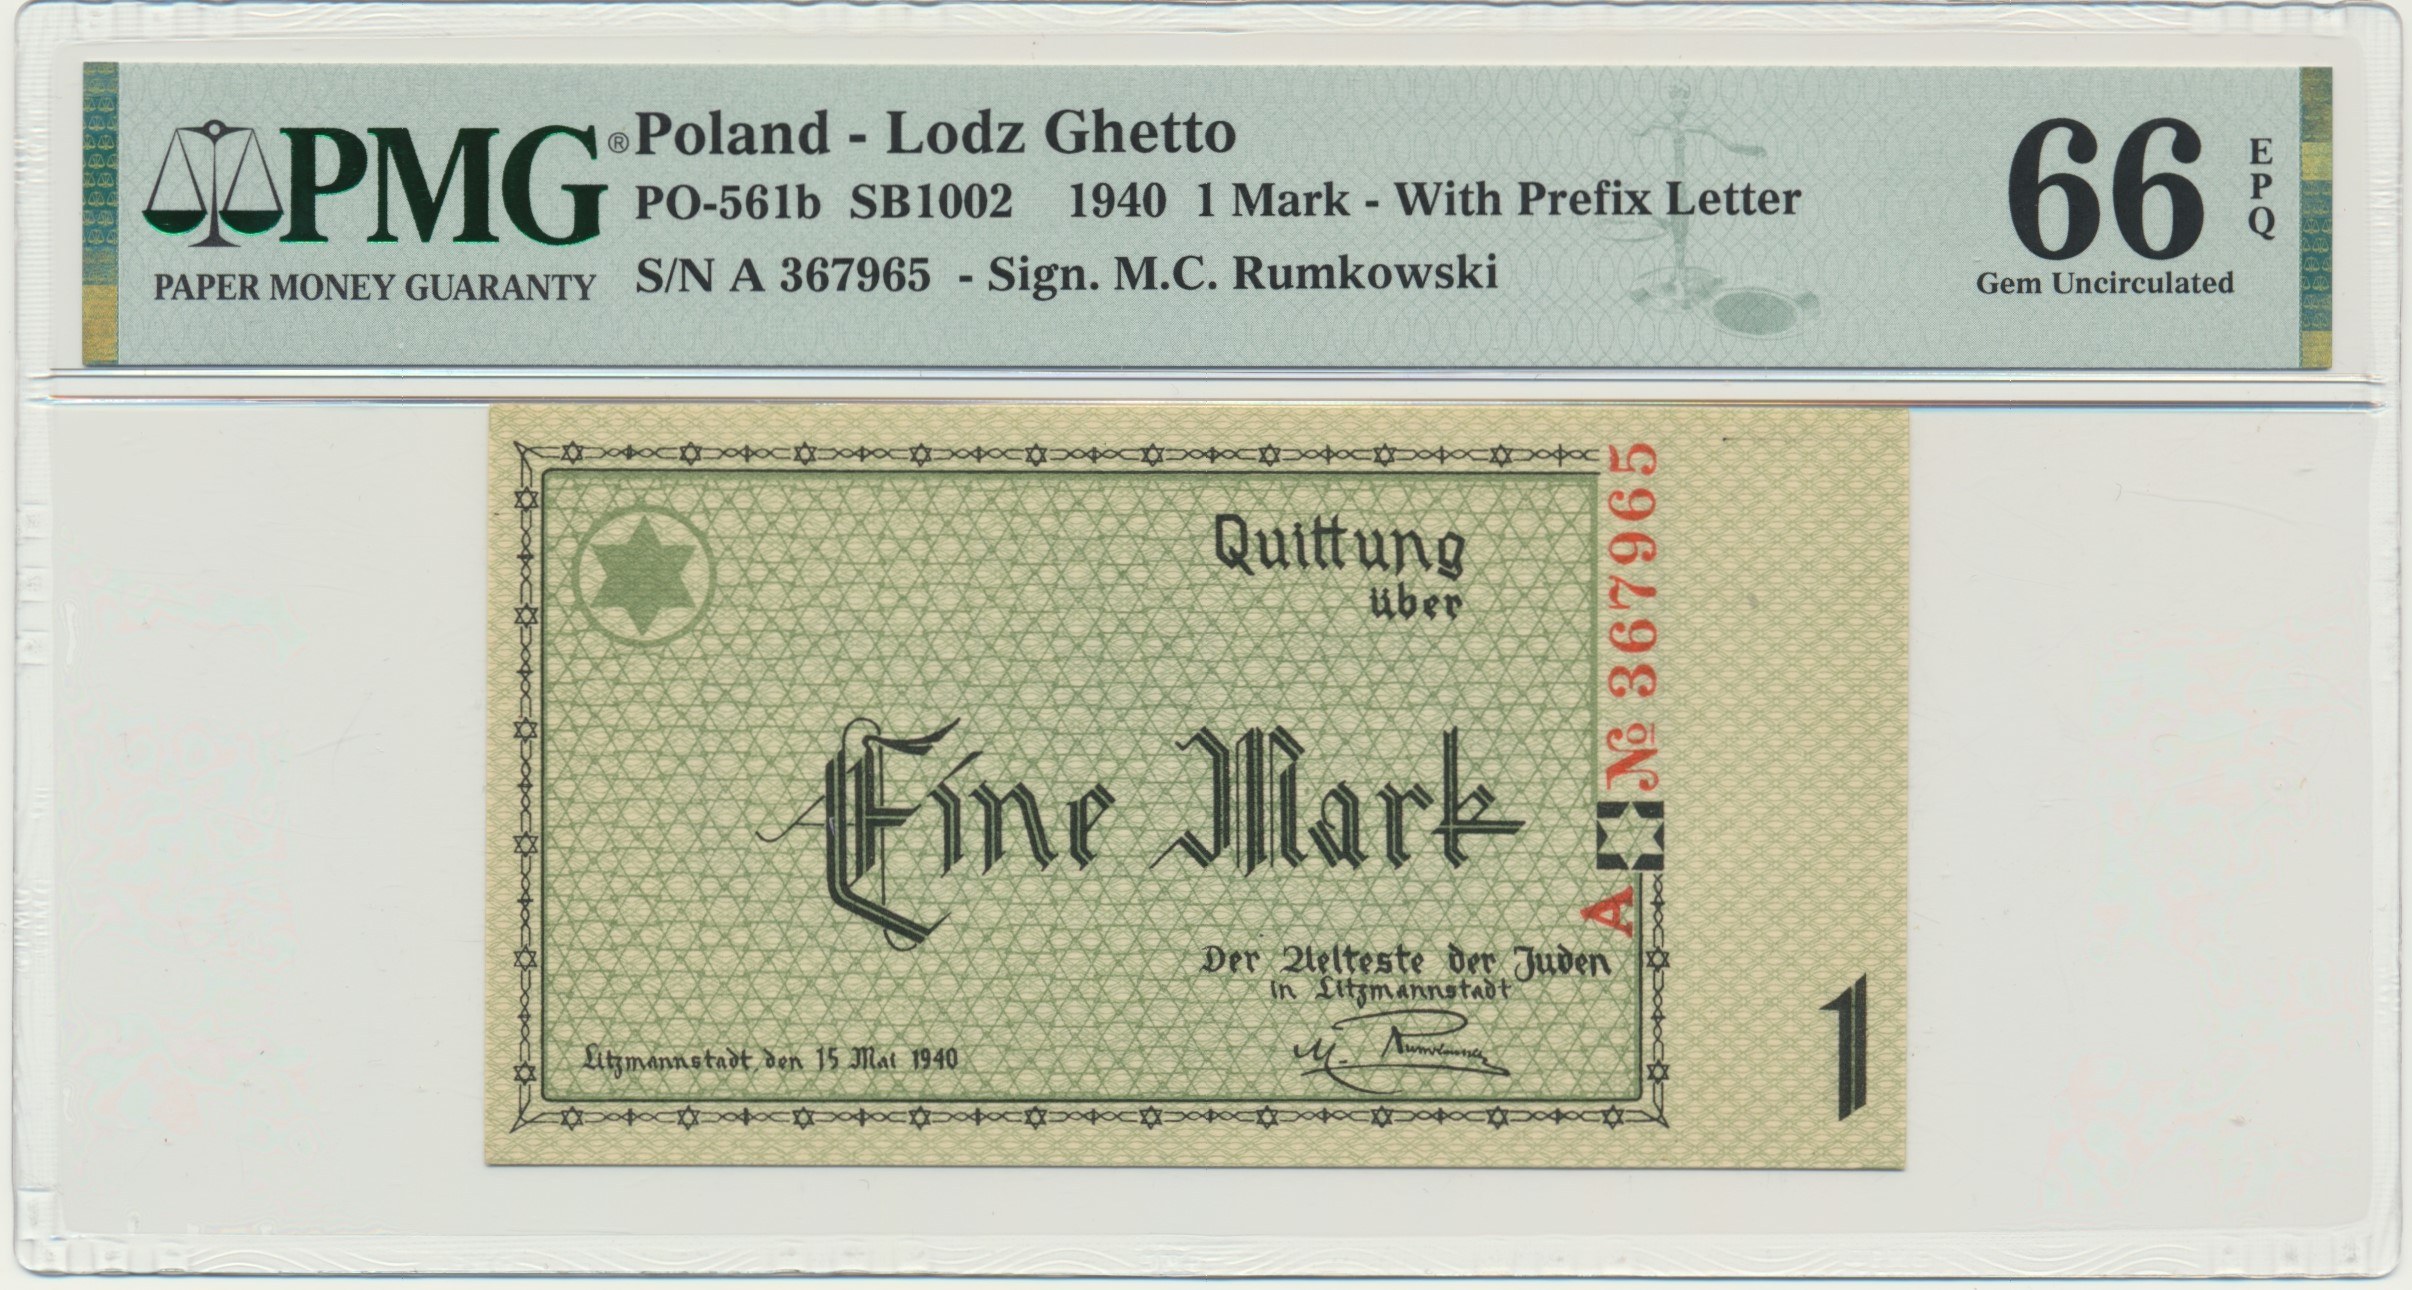 PMG®
PAPER MONEY GUARANTY
Poland - Lodz Ghetto
PO-561b SB1002 1940 1 Mark - With Prefix Letter
S/N A 367965 - Sign. M.C. Rumkowski
66
EPQ
Gem Uncirculated
Quittung
über
Eine Mark
A № 367965
Der Aelteste der Juden
in Litzmannstadt
M. Rumkowski
Litzmannstadt, den 15 Mai 1940
1